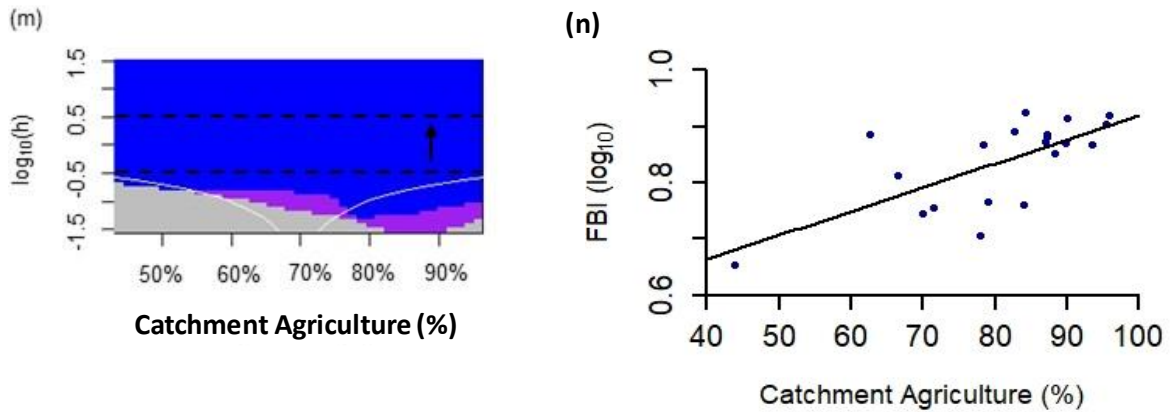 (m)
log10(h)
1.5
0.5
-0.5
-1.5
50% 60% 70% 80% 90%
Catchment Agriculture (%)
(n)
FBI (log10)
1.0
0.8
0.6
40 50 60 70 80 90 100
Catchment Agriculture (%)